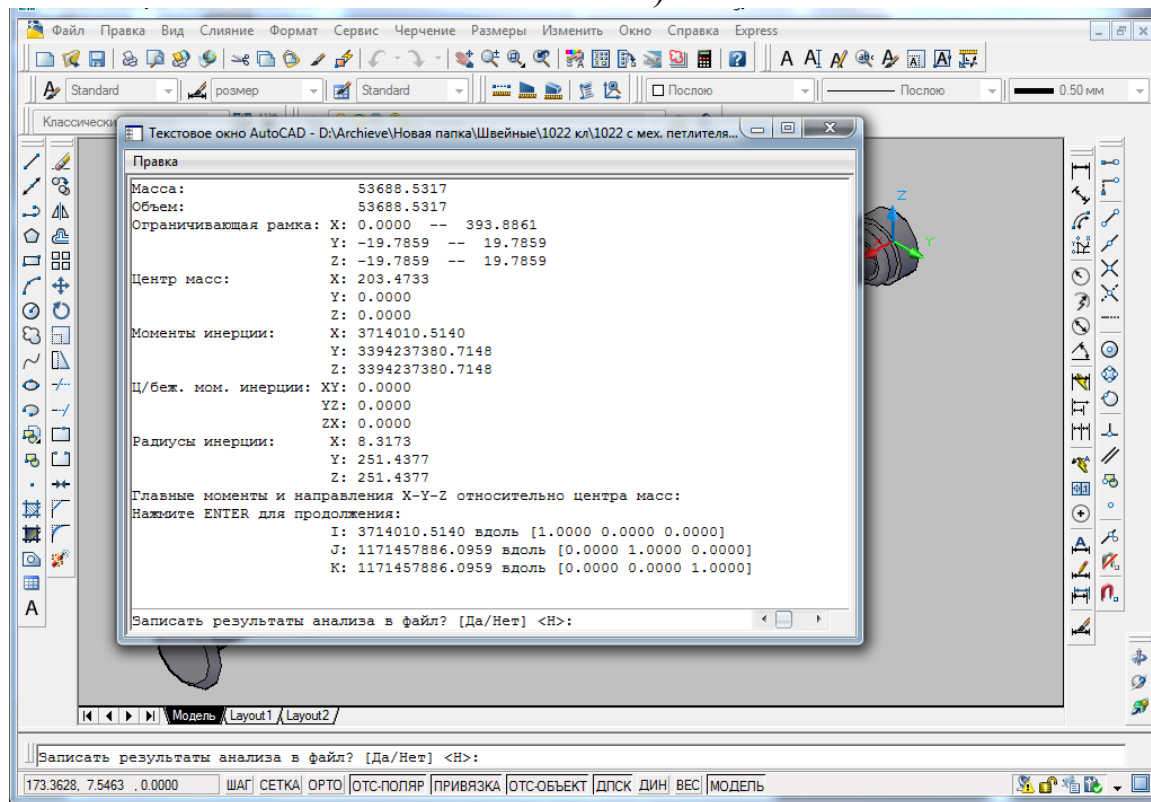 Файл Правка Вид Слияние Формат Сервис Черчение Размеры Изменить Окно Справка Express
Standard розмер Standard Послою Послою 0.50 мм
Классически
Текстовое окно AutoCAD - D:\Archieve\Новая папка\Швейные\1022 кл\1022 с мех. петлителя...
Правка
Масса: 53688.5317
Объем: 53688.5317
Ограничивающая рамка: X: 0.0000 -- 393.8861
Y: -19.7859 -- 19.7859
Z: -19.7859 -- 19.7859
Центр масс: X: 203.4733
Y: 0.0000
Z: 0.0000
Моменты инерции: X: 3714010.5140
Y: 3394237380.7148
Z: 3394237380.7148
Ц/беж. мом. инерции: XY: 0.0000
YZ: 0.0000
ZX: 0.0000
Радиусы инерции: X: 8.3173
Y: 251.4377
Z: 251.4377
Главные моменты и направления X-Y-Z относительно центра масс:
Нажмите ENTER для продолжения:
I: 3714010.5140 вдоль [1.0000 0.0000 0.0000]
J: 1171457886.0959 вдоль [0.0000 1.0000 0.0000]
K: 1171457886.0959 вдоль [0.0000 0.0000 1.0000]
Записать результаты анализа в файл? [Да/Нет] <Н>:
Z
Y
Модель Layout1 Layout2
Записать результаты анализа в файл? [Да/Нет] <Н>:
173.3628, 7.5463 , 0.0000 ШАГ СЕТКА ОРТО ОТС-ПОЛЯР ПРИВЯЗКА ОТС-ОБЪЕКТ ДПСК ДИН ВЕС МОДЕЛЬ